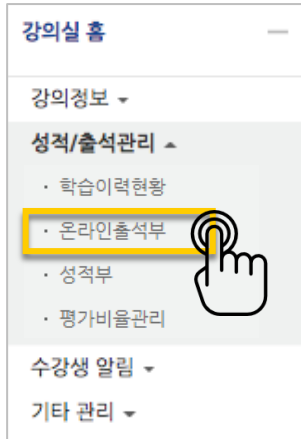 강의실 홈
강의정보
성적/출석관리
· 학습이력현황
· 온라인출석부
· 성적부
· 평가비율관리
수강생 알림
기타 관리